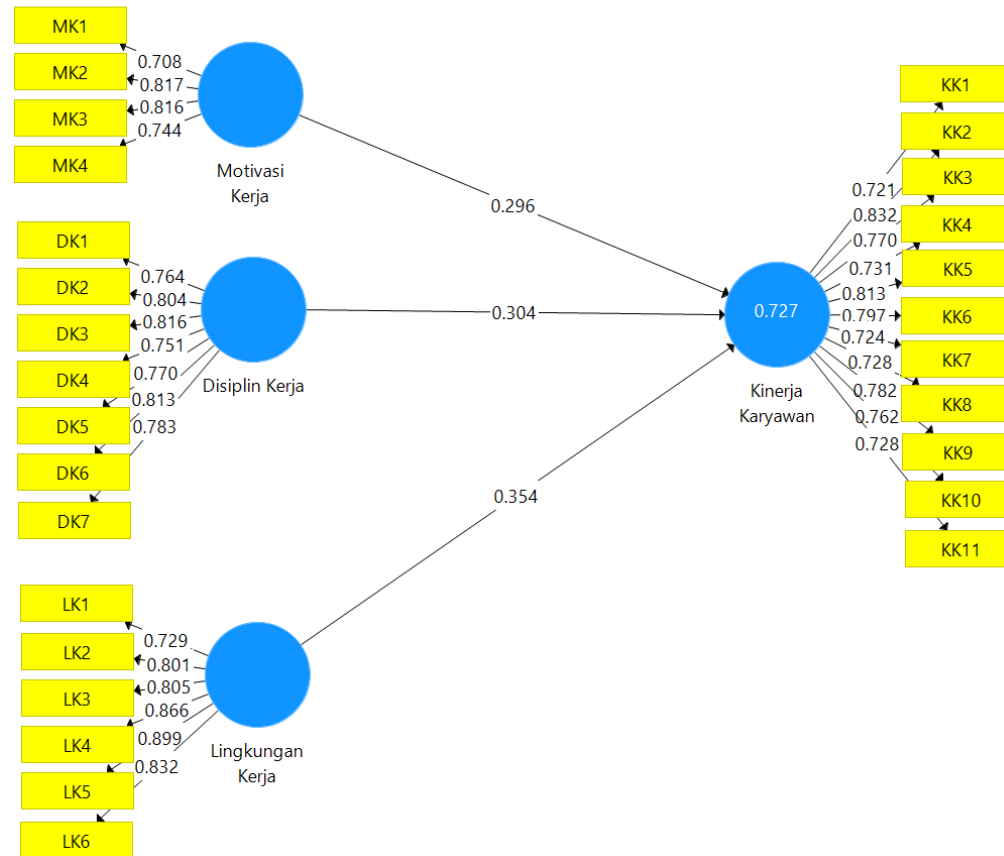 MK1
MK2
MK3
MK4
0.708
0.817
0.816
0.744
Motivasi
Kerja
DK1
DK2
DK3
DK4
DK5
DK6
DK7
0.764
0.804
0.816
0.751
0.770
0.813
0.783
Disiplin Kerja
LK1
LK2
LK3
LK4
LK5
LK6
0.729
0.801
0.805
0.866
0.899
0.832
Lingkungan
Kerja
0.296
0.304
0.354
0.727
Kinerja
Karyawan
0.721
0.832
0.770
0.731
0.813
0.797
0.724
0.728
0.782
0.762
0.728
KK1
KK2
KK3
KK4
KK5
KK6
KK7
KK8
KK9
KK10
KK11